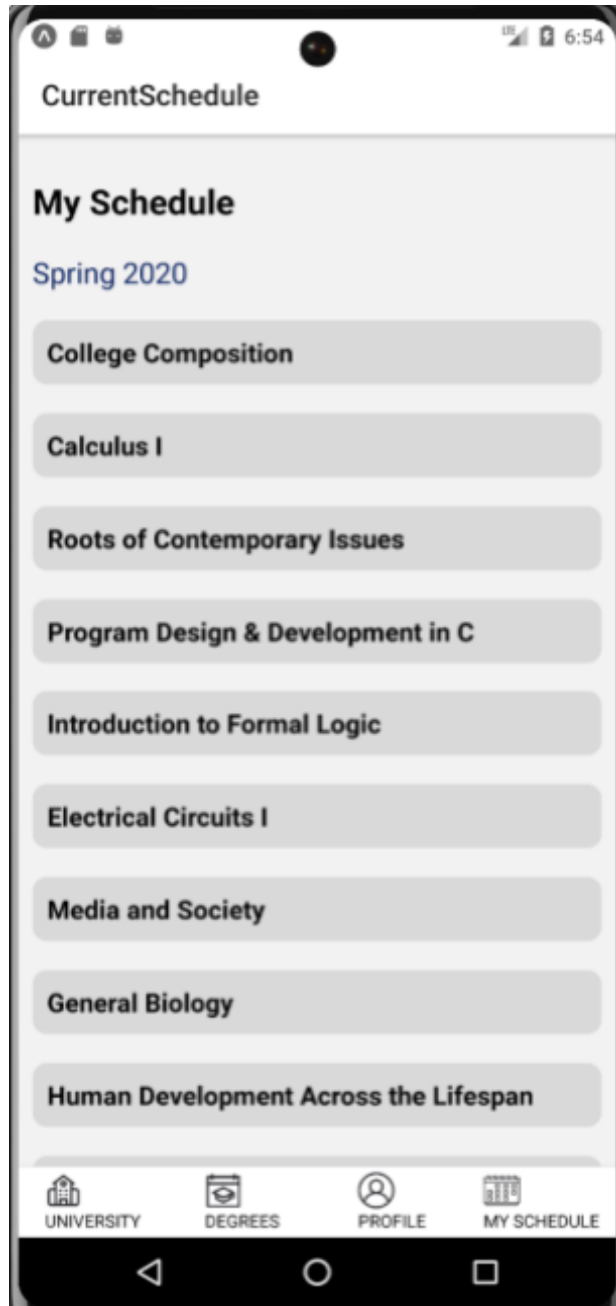 LTE 6:54
CurrentSchedule
My Schedule
Spring 2020
College Composition
Calculus I
Roots of Contemporary Issues
Program Design & Development in C
Introduction to Formal Logic
Electrical Circuits I
Media and Society
General Biology
Human Development Across the Lifespan
UNIVERSITY DEGREES PROFILE MY SCHEDULE